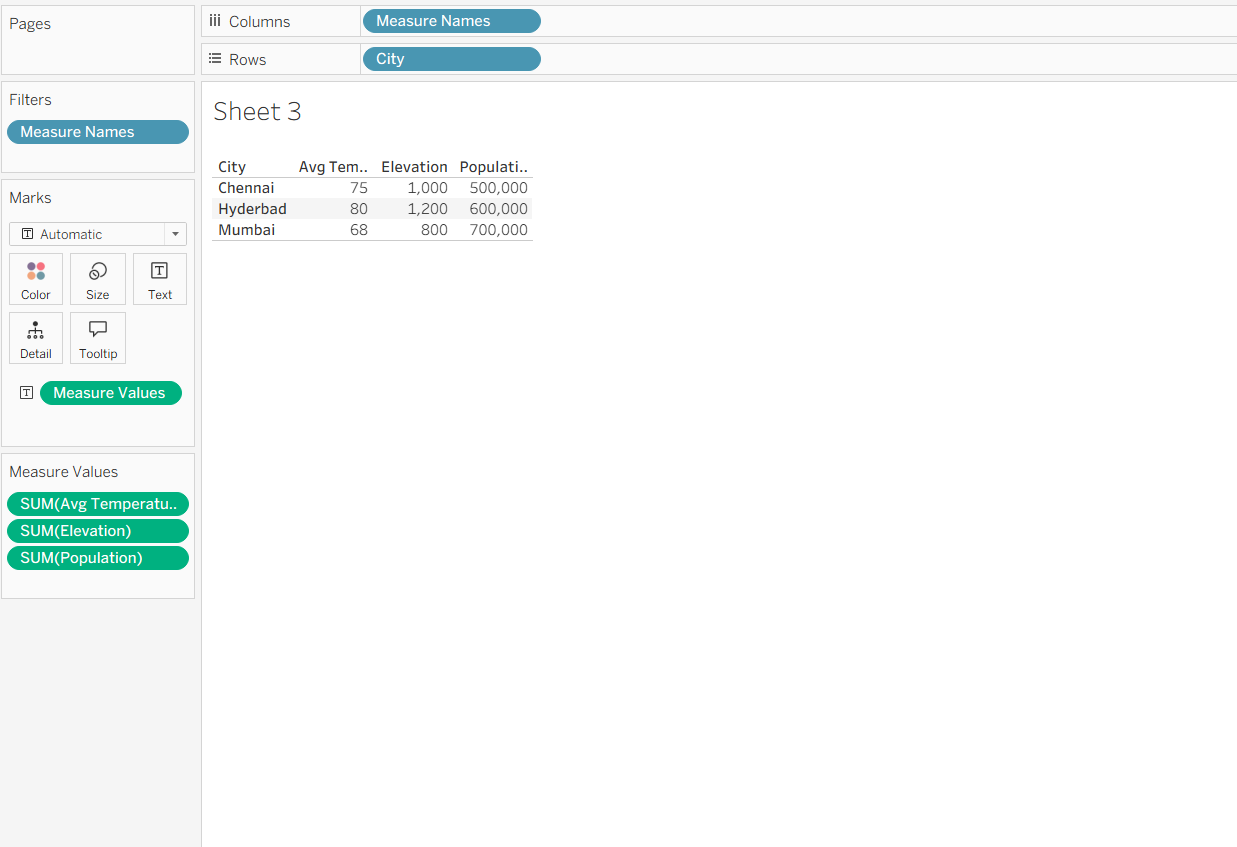 Pages
Columns Measure Names
Rows City
Filters
Measure Names
Marks
Automatic
Color Size Text
Detail Tooltip
Measure Values
Measure Values
SUM(Avg Temperatu..
SUM(Elevation)
SUM(Population)
Sheet 3
City Avg Tem.. Elevation Populati..
Chennai 75 1,000 500,000
Hyderbad 80 1,200 600,000
Mumbai 68 800 700,000